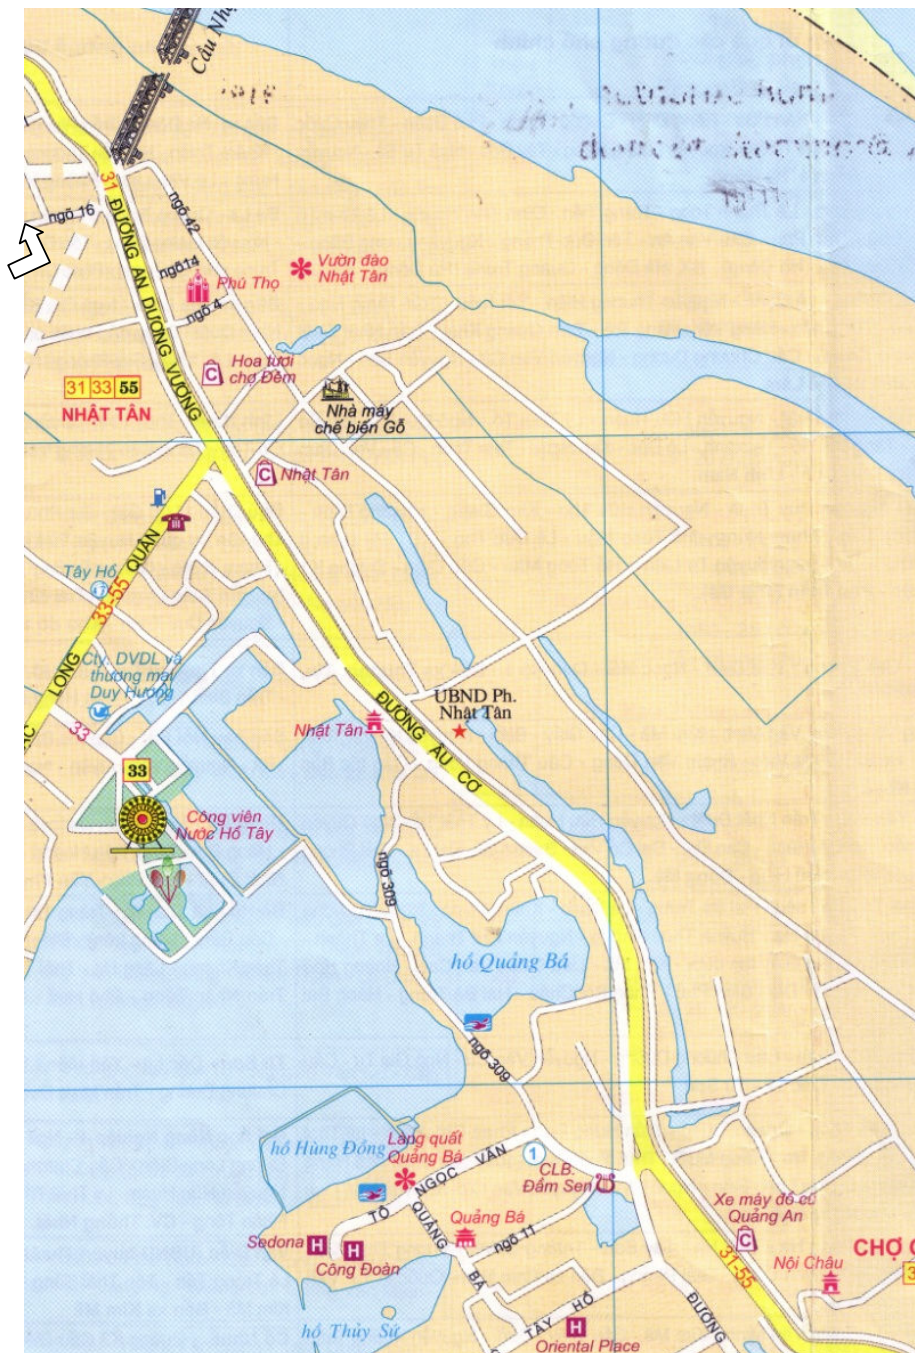 Cầu Nhậ
31
ĐƯỜNG AN DƯƠNG VƯƠNG
ngõ 16
ngõ 42
ngõ14
Phú Thọ
ngõ 4
Vườn đào
Nhật Tân
Hoa tươi
chợ Đêm
C
31 33 55
NHẬT TÂN
Nhà máy
chế biến Gỗ
C
Nhật Tân
Tây Hồ
33-55
LONG QUÂN
ẠC
Cty. DVDL và
thương mại
Duy Hương
33
33
Công viên
Nước Hồ Tây
Nhật Tân
UBND Ph.
Nhật Tân
ĐƯỜNG ÂU CƠ
ngõ 309
hồ Quảng Bá
ngõ 309
hồ Hùng Đồng
Làng quất
Quảng Bá
1
CLB.
Đầm Sen
TÔ NGỌC VÂN
QUẢNG BÁ
Quảng Bá
ngõ 11
Sedona
H
H
Công Đoàn
Xe máy đồ cũ
Quảng An
C
31-55
Nội Châu
CHỢ
3
hồ Thủy Sứ
TÂY HỒ
H
Oriental Place
ĐƯỜNG